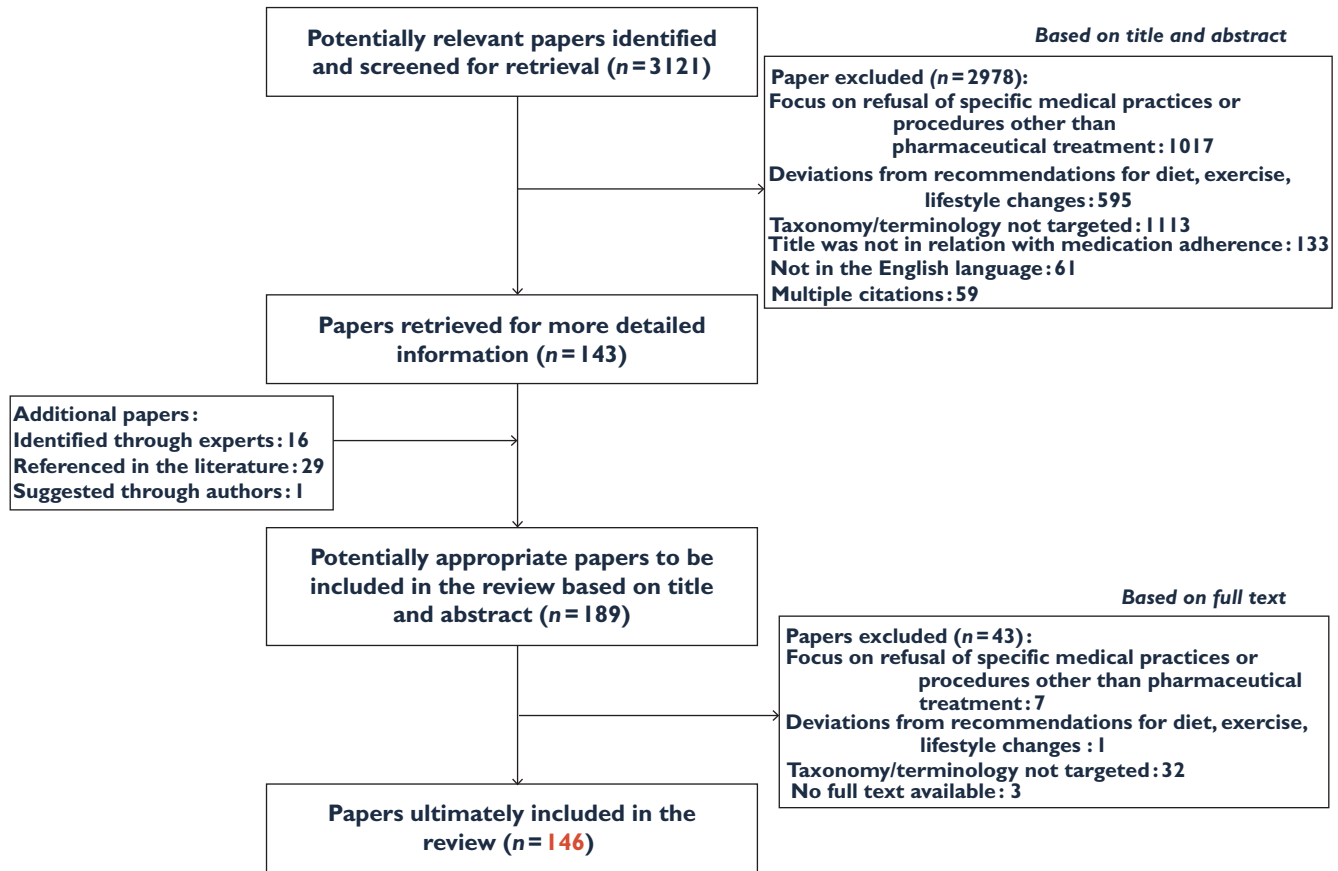 Potentially relevant papers identified
and screened for retrieval (n=3121)
Based on title and abstract
Paper excluded (n=2978):
Focus on refusal of specific medical practices or
procedures other than
pharmaceutical treatment:1017
Deviations from recommendations for diet, exercise,
lifestyle changes:595
Taxonomy/terminology not targeted:1113
Title was not in relation with medication adherence:133
Not in the English language:61
Multiple citations:59
Papers retrieved for more detailed
information (n=143)
Additional papers:
Identified through experts:16
Referenced in the literature:29
Suggested through authors:1
Potentially appropriate papers to be
included in the review based on title
and abstract (n=189)
Based on full text
Papers excluded (n=43):
Focus on refusal of specific medical practices or
procedures other than pharmaceutical
treatment:7
Deviations from recommendations for diet, exercise,
lifestyle changes :1
Taxonomy/terminology not targeted:32
No full text available: 3
Papers ultimately included in the
review (n=146)